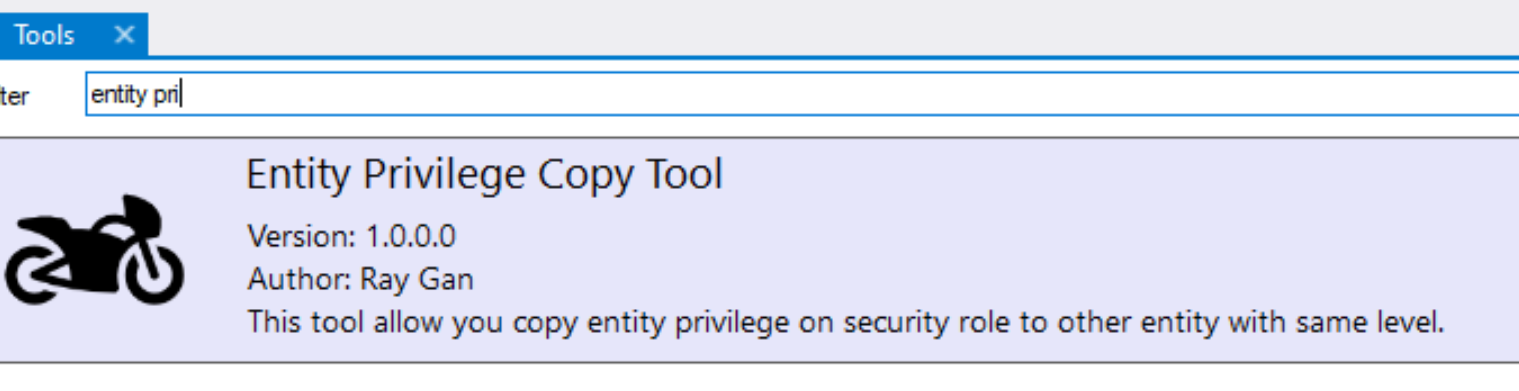 Tools
ter entity pri
Entity Privilege Copy Tool
Version: 1.0.0.0
Author: Ray Gan
This tool allow you copy entity privilege on security role to other entity with same level.